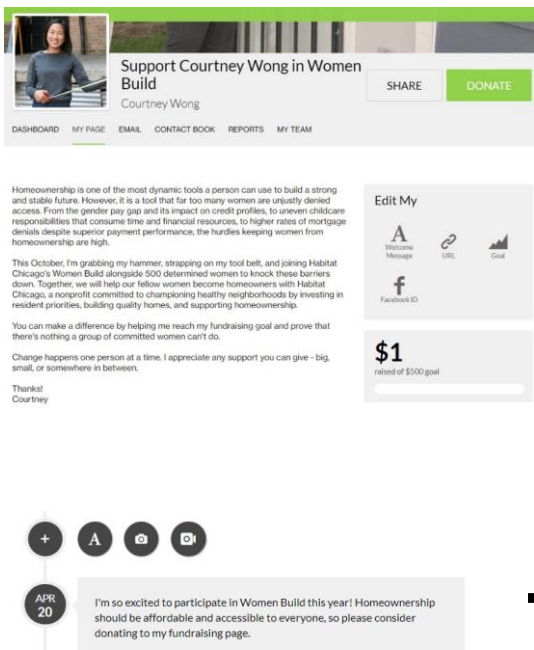 Support Courtney Wong in Women
Build
Courtney Wong
SHARE
DONATE
DASHBOARD MY PAGE EMAIL CONTACT BOOK REPORTS MY TEAM
Homeownership is one of the most dynamic tools a person can use to build a strong
and stable future. However, it is a tool that far too many women are unjustly denied
access. From the gender pay gap and its impact on credit profiles, to uneven childcare
responsibilities that consume time and financial resources, to higher rates of mortgage
denials despite superior payment performance, the hurdles keeping women from
homeownership are high.
This October, I'm grabbing my hammer, strapping on my tool belt, and joining Habitat
Chicago's Women Build alongside 500 determined women to knock these barriers
down. Together, we will help our fellow women become homeowners with Habitat
Chicago, a nonprofit committed to championing healthy neighborhoods by investing in
resident priorities, building quality homes, and supporting homeownership.
You can make a difference by helping me reach my fundraising goal and prove that
there's nothing a group of committed women can't do.
Change happens one person at a time. I appreciate any support you can give - big,
small, or somewhere in between.
Thanks!
Courtney
Edit My
A
Welcome
Message
URL
Goal
f
Facebook ID
$1
raised of $500 goal
+ A
APR
20
I'm so excited to participate in Women Build this year! Homeownership
should be affordable and accessible to everyone, so please consider
donating to my fundraising page.